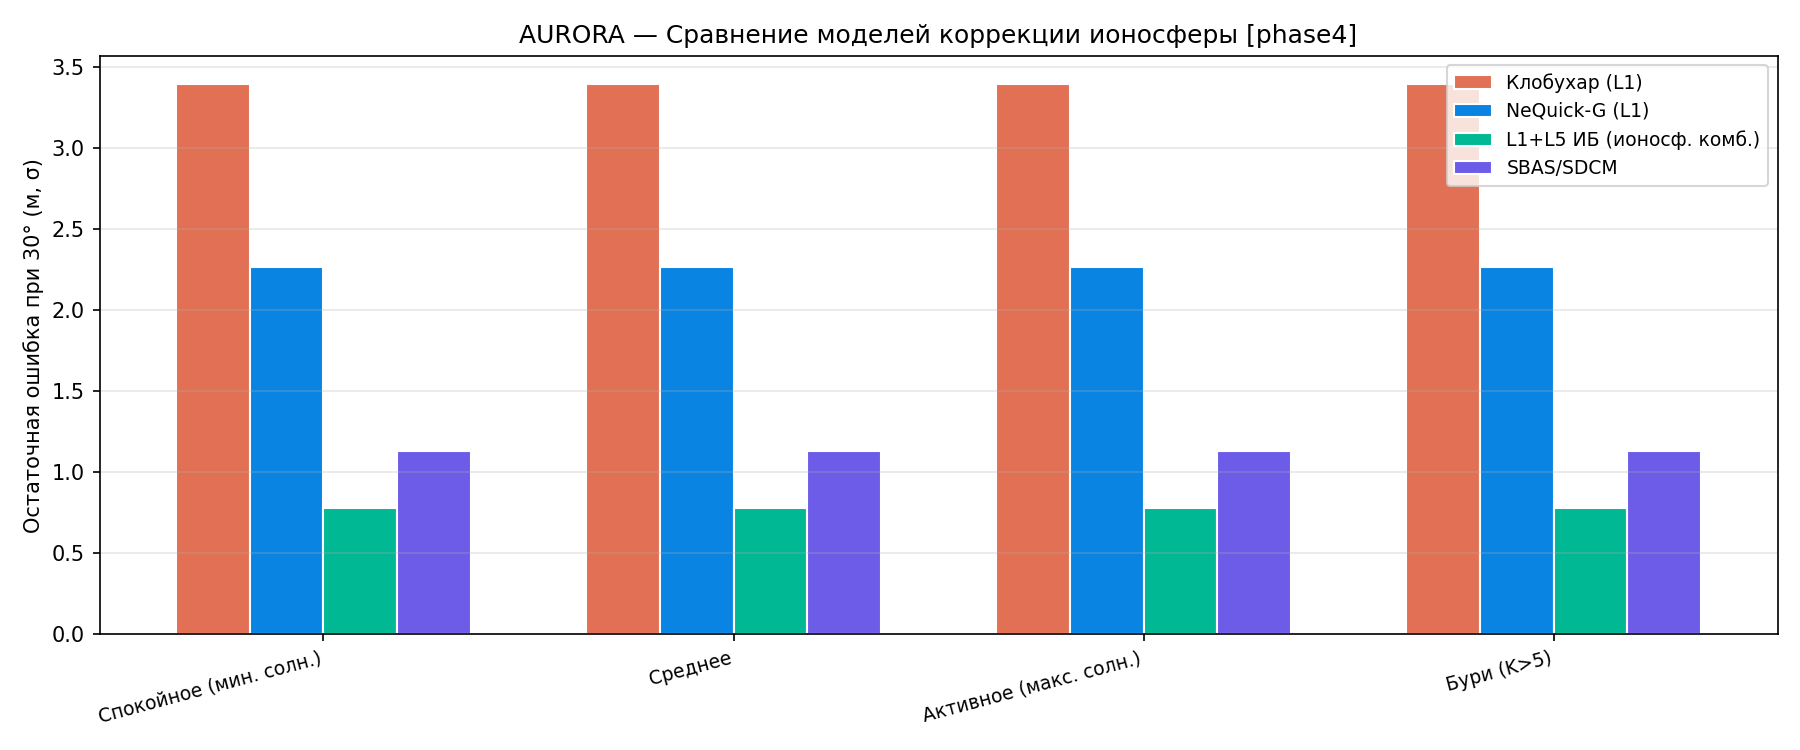 AURORA — Сравнение моделей коррекции ионосферы [phase4]
Остаточная ошибка при 30° (м, σ)
3.5
3.0
2.5
2.0
1.5
1.0
0.5
0.0
Клобухар (L1)
NeQuick-G (L1)
L1+L5 ИБ (ионосф. комб.)
SBAS/SDCM
Спокойное (мин. солн.)
Среднее
Активное (макс. солн.)
Бури (K>5)